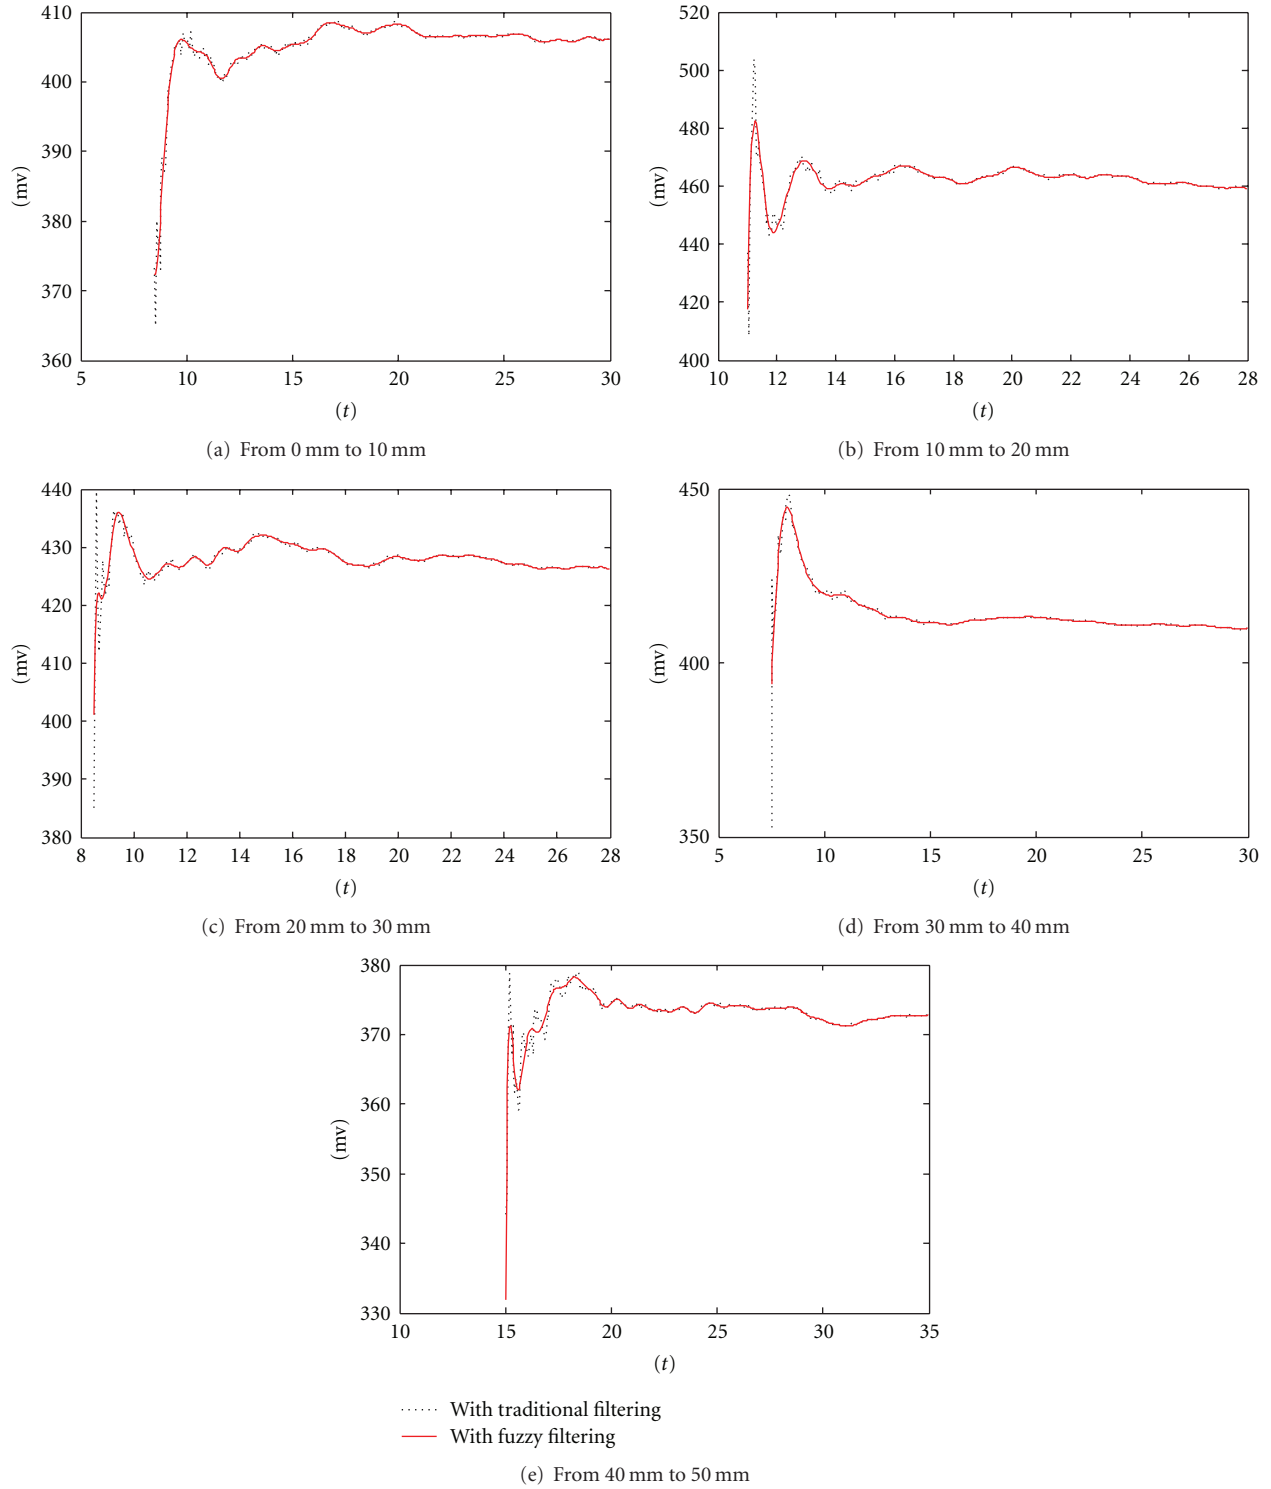 410
400
390
380
370
360
(mv)
5 10 15 20 25 30
(t)
(a) From 0 mm to 10 mm
520
500
480
460
440
420
400
(mv)
10 12 14 16 18 20 22 24 26 28
(t)
(b) From 10 mm to 20 mm
440
430
420
410
400
390
380
(mv)
8 10 12 14 16 18 20 22 24 26 28
(t)
(c) From 20 mm to 30 mm
450
400
350
(mv)
5 10 15 20 25 30
(t)
(d) From 30 mm to 40 mm
380
370
360
350
340
330
(mv)
10 15 20 25 30 35
(t)
With traditional filtering
With fuzzy filtering
(e) From 40 mm to 50 mm